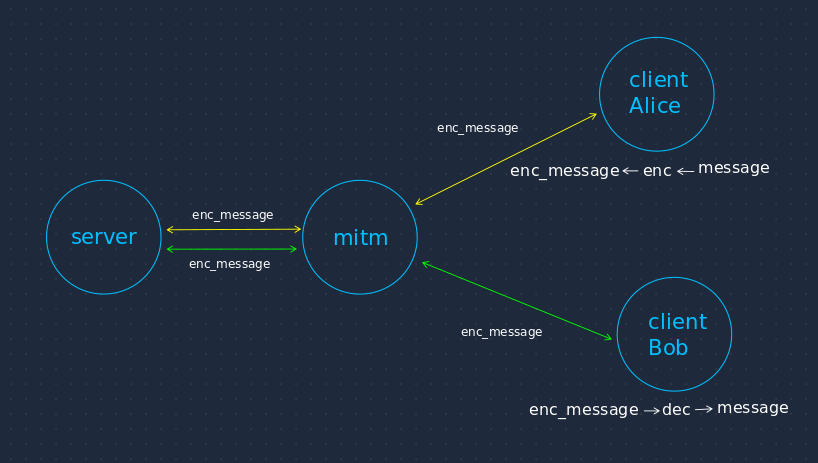 client
Alice
enc_message
enc_message enc message
enc_message
server
mitm
enc_message
client
Bob
enc_message
enc_message dec message